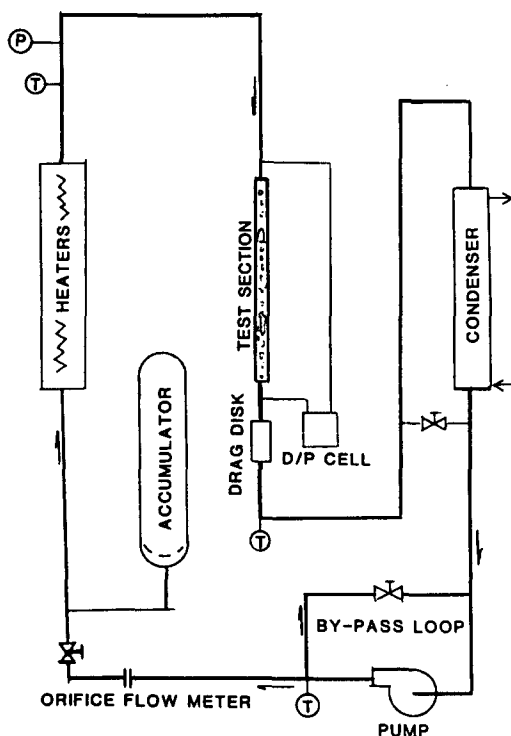 P
T
HEATERS
TEST SECTION
CONDENSER
ACCUMULATOR
DRAG DISK
D/P CELL
T
BY-PASS LOOP
ORIFICE FLOW METER
T
PUMP